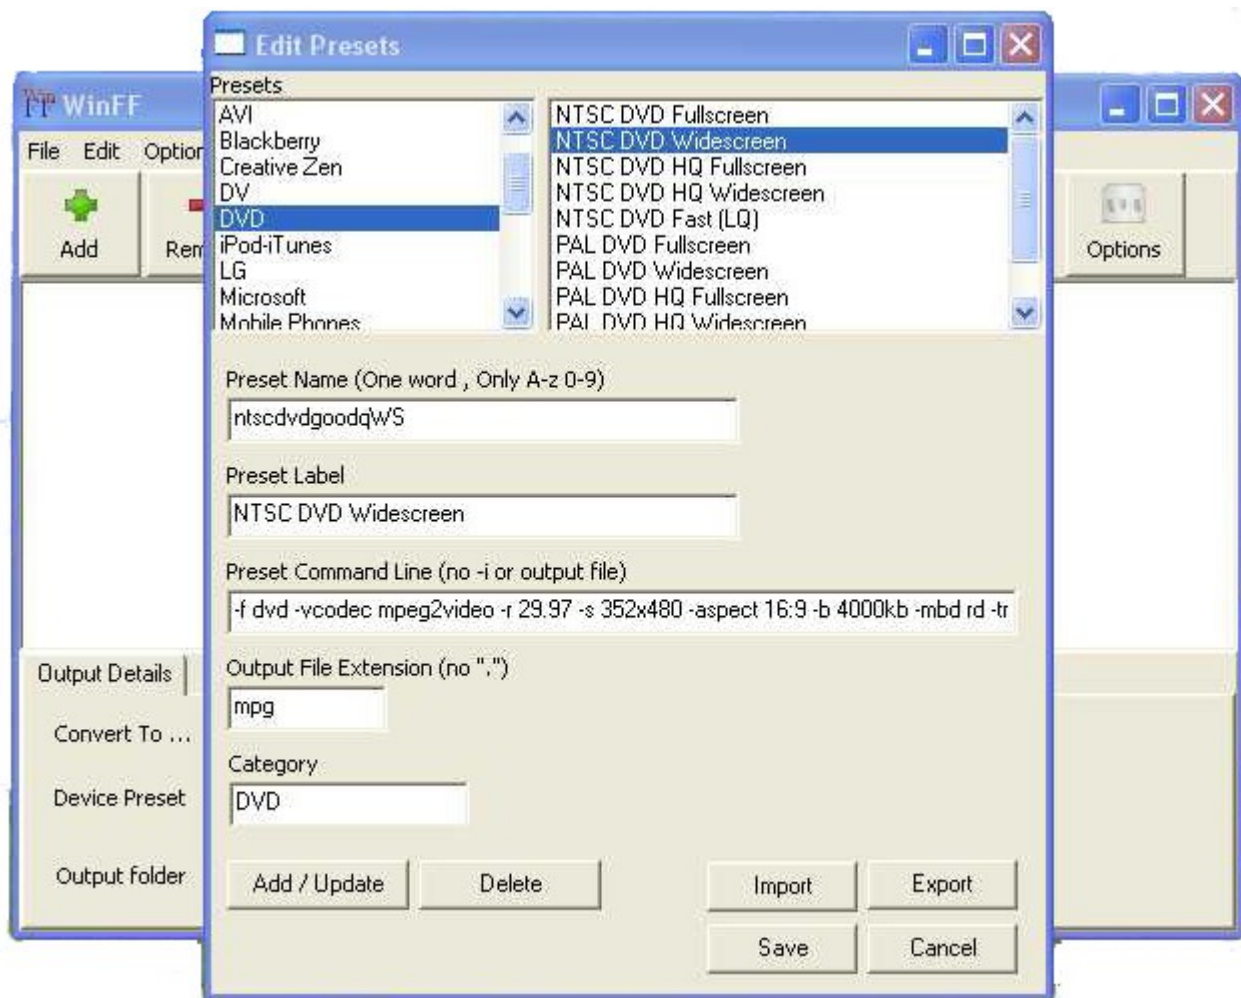 Edit Presets
WinFF
File Edit Option
Add
Rem
Options
Presets
AVI
Blackberry
Creative Zen
DV
DVD
iPod-iTunes
LG
Microsoft
Mobile Phones
NTSC DVD Fullscreen
NTSC DVD Widescreen
NTSC DVD HQ Fullscreen
NTSC DVD HQ Widescreen
NTSC DVD Fast (LQ)
PAL DVD Fullscreen
PAL DVD Widescreen
PAL DVD HQ Fullscreen
PAL DVD HQ Widescreen
Preset Name (One word , Only A-z 0-9)
ntscdvdgoodqWS
Preset Label
NTSC DVD Widescreen
Preset Command Line (no -i or output file)
-f dvd -vcodec mpeg2video -r 29.97 -s 352x480 -aspect 16:9 -b 4000kb -mbd rd -tr
Output File Extension (no ".")
mpg
Category
DVD
Add / Update
Delete
Import
Export
Save
Cancel
Output Details
Convert To ...
Device Preset
Output folder